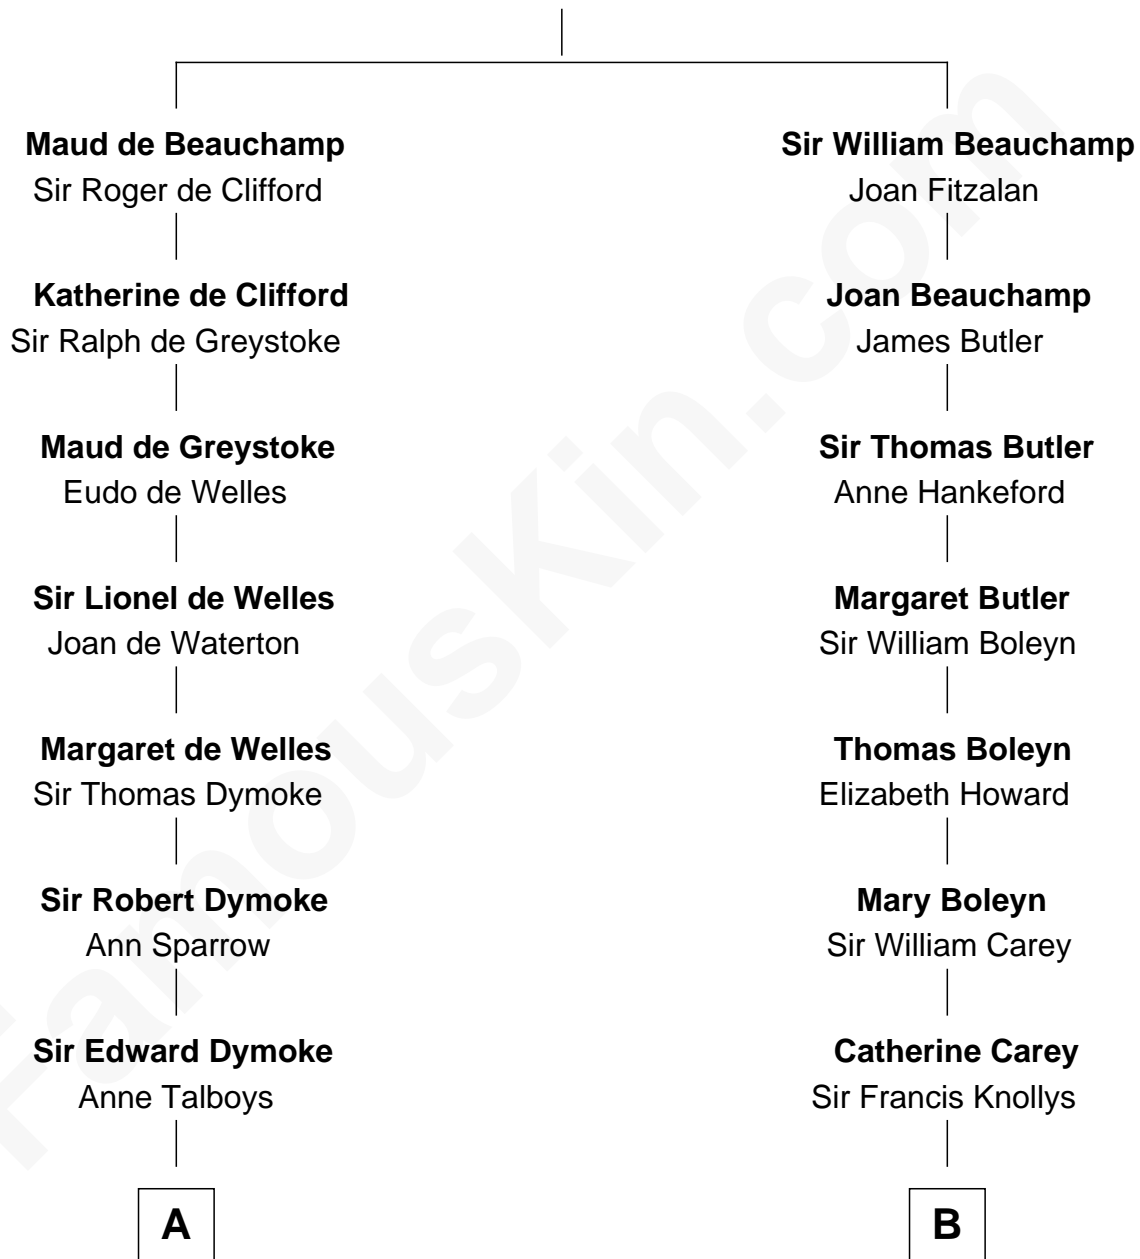 Maud de Beauchamp
Sir Roger de Clifford
Katherine de Clifford
Sir Ralph de Greystoke
Maud de Greystoke
Eudo de Welles
Sir Lionel de Welles
Joan de Waterton
Margaret de Welles
Sir Thomas Dymoke
Sir Robert Dymoke
Ann Sparrow
Sir Edward Dymoke
Anne Talboys
A
Sir William Beauchamp
Joan Fitzalan
Joan Beauchamp
James Butler
Sir Thomas Butler
Anne Hankeford
Margaret Butler
Sir William Boleyn
Thomas Boleyn
Elizabeth Howard
Mary Boleyn
Sir William Carey
Catherine Carey
Sir Francis Knollys
B
FamousKin.com